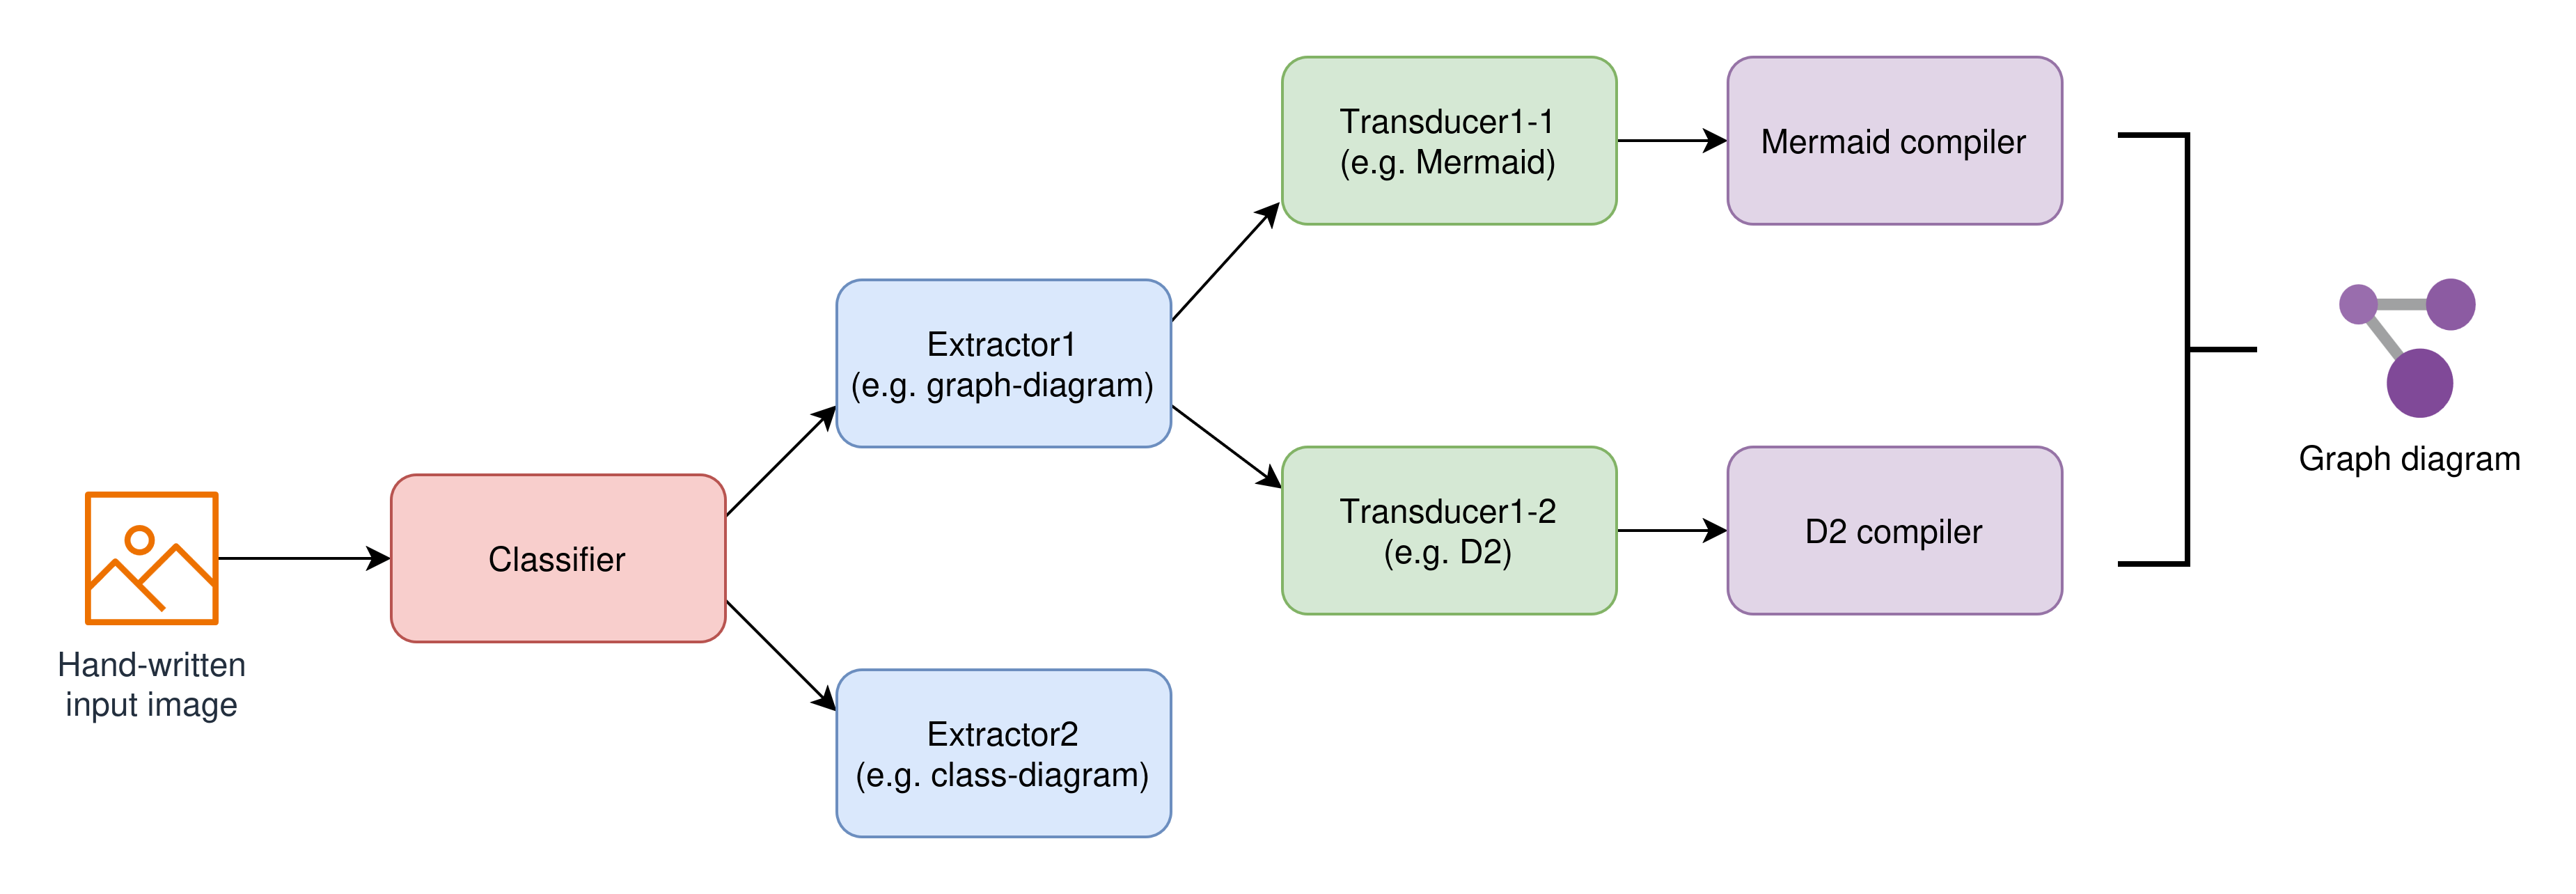 Transducer1-1
(e.g. Mermaid)
Mermaid compiler
Extractor1
(e.g. graph-diagram)
Graph diagram
Transducer1-2
(e.g. D2)
D2 compiler
Classifier
Hand-written
input image
Extractor2
(e.g. class-diagram)